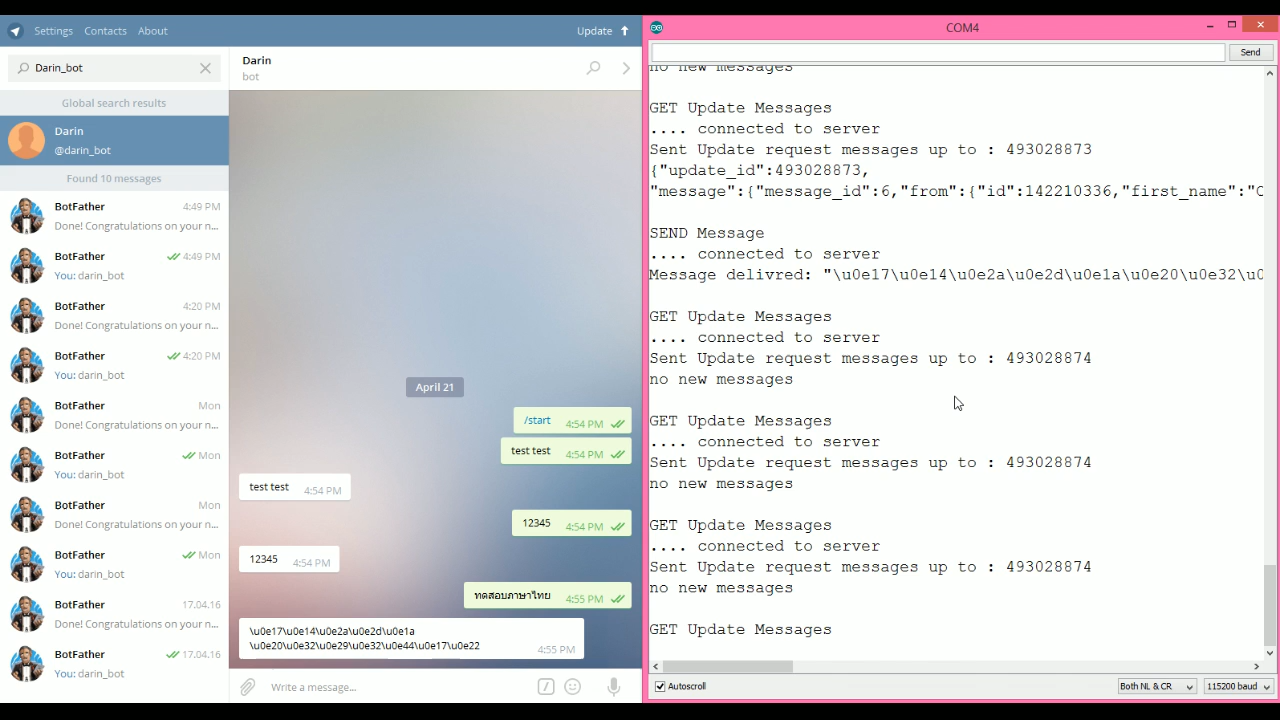 Settings Contacts About Update
Darin_bot
Global search results
Darin
@darin_bot
Found 10 messages
BotFather 4:49 PM
Done! Congratulations on your n...
BotFather 4:49 PM
You: darin_bot
BotFather 4:20 PM
Done! Congratulations on your n...
BotFather 4:20 PM
You: darin_bot
BotFather Mon
Done! Congratulations on your n...
BotFather Mon
You: darin_bot
BotFather Mon
Done! Congratulations on your n...
BotFather Mon
You: darin_bot
BotFather 17.04.16
Done! Congratulations on your n...
BotFather 17.04.16
You: darin_bot
Darin
bot
April 21
/start 4:54 PM
test test 4:54 PM
test test 4:54 PM
12345 4:54 PM
12345 4:54 PM
ทดสอบภาษาไทย 4:55 PM
\u0e17\u0e14\u0e2a\u0e2d\u0e1a
\u0e20\u0e32\u0e29\u0e32\u0e44\u0e17\u0e22
4:55 PM
Write a message...
COM4
Send
no new messages
GET Update Messages
.... connected to server
Sent Update request messages up to : 493028873
{"update_id":493028873,
"message":{"message_id":6,"from":{"id":142210336,"first_name":"
SEND Message
.... connected to server
Message delivred: "\u0e17\u0e14\u0e2a\u0e2d\u0e1a\u0e20\u0e32\u0
GET Update Messages
.... connected to server
Sent Update request messages up to : 493028874
no new messages
GET Update Messages
.... connected to server
Sent Update request messages up to : 493028874
no new messages
GET Update Messages
.... connected to server
Sent Update request messages up to : 493028874
no new messages
GET Update Messages
Autoscroll
Both NL & CR
115200 baud